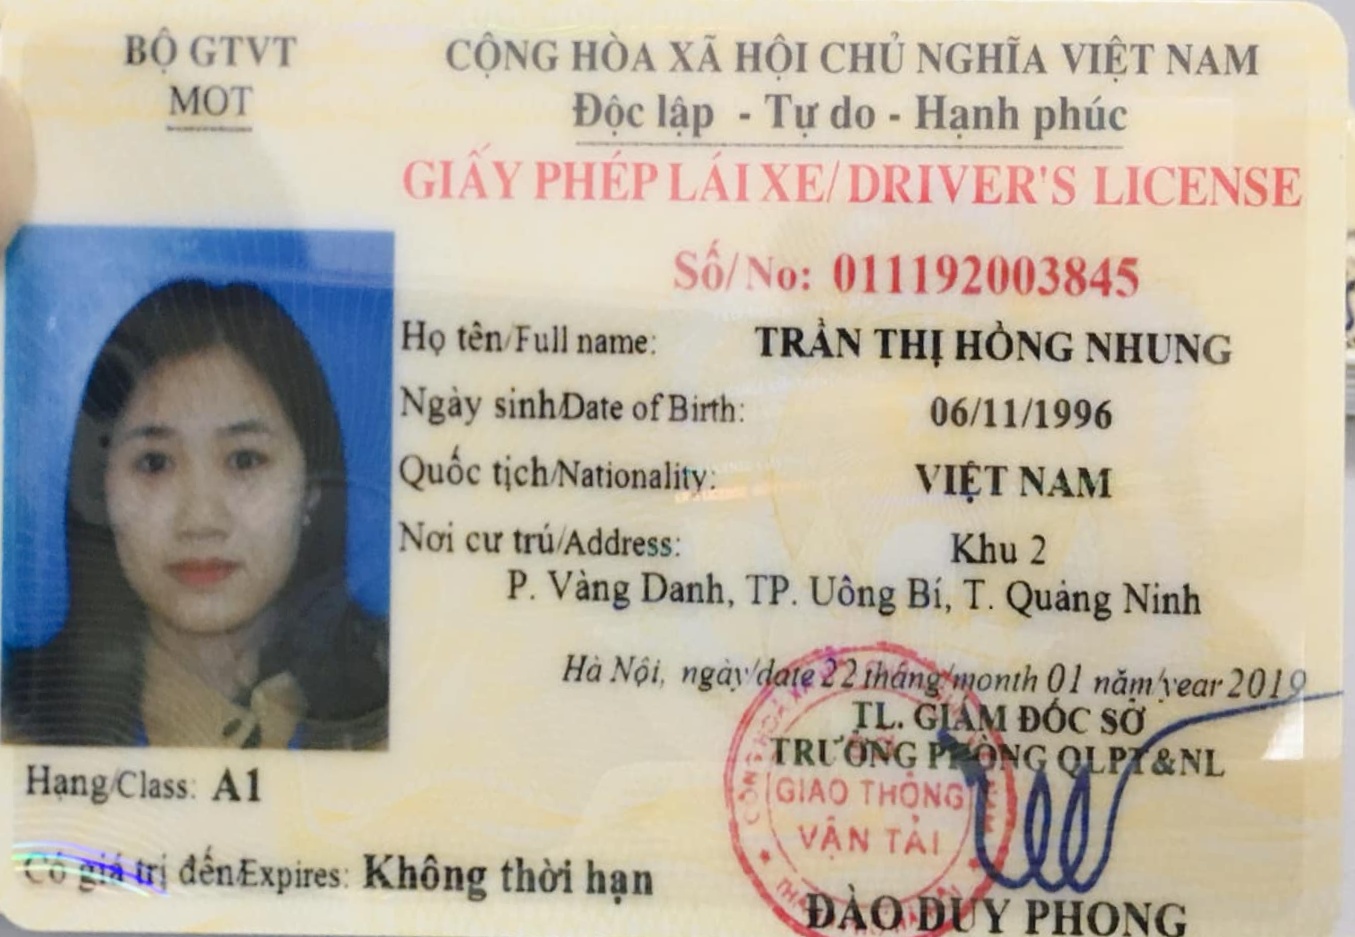 BỘ GTVT
MOT
CỘNG HÒA XÃ HỘI CHỦ NGHĨA VIỆT NAM
Độc lập - Tự do - Hạnh phúc
GIẤY PHÉP LÁI XE/DRIVER'S LICENSE
Số/No: 011192003845
Họ tên/Full name: TRẦN THỊ HỒNG NHUNG
Ngày sinh/Date of Birth: 06/11/1996
Quốc tịch/Nationality: VIỆT NAM
Nơi cư trú/Address: Khu 2
P. Vàng Danh, TP. Uông Bí, T. Quảng Ninh
Hà Nội, ngày/date 22 tháng/month 01 năm/year 2019
TL. GIÁM ĐỐC SỞ
TRƯỞNG PHÒNG QLPT&NL
GIAO THÔNG
VẬN TẢI
Hạng/Class: A1
Có giá trị đến/Expires: Không thời hạn
ĐÀO DUY PHONG